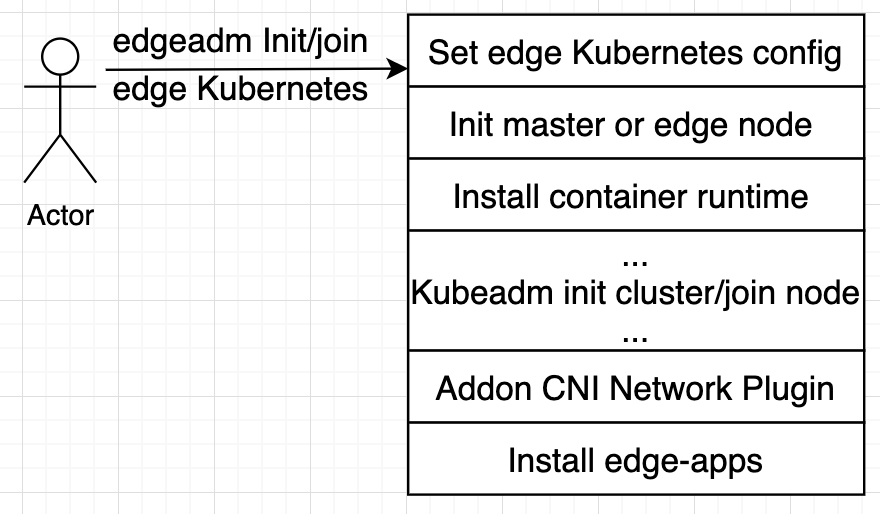 edgeadm Init/join
edge Kubernetes
Actor
Set edge Kubernetes config
Init master or edge node
Install container runtime
...
Kubeadm init cluster/join node
...
Addon CNI Network Plugin
Install edge-apps